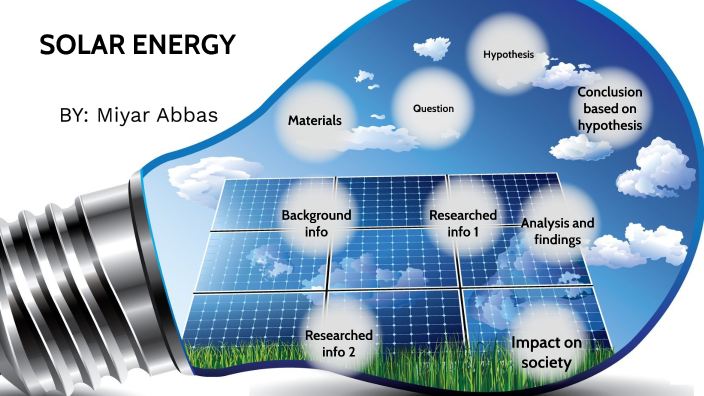 SOLAR ENERGY
BY: Miyar Abbas
Hypothesis
Conclusion
based on
hypothesis
Question
Materials
Background
info
Researched
info 1
Analysis and
findings
Researched
info 2
Impact on
society